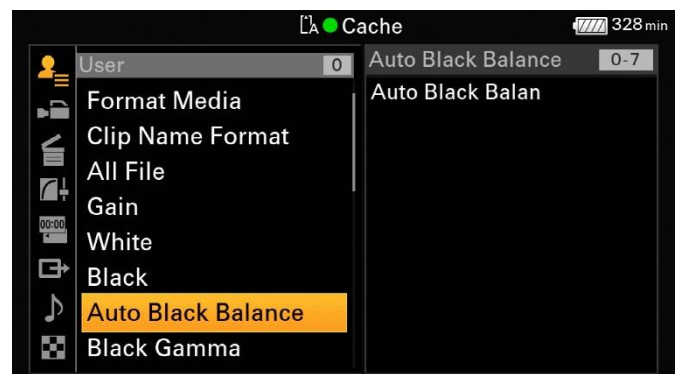 A Cache 328 min
User 0
Format Media
Clip Name Format
All File
Gain
White
Black
Auto Black Balance
Black Gamma
00:00
Auto Black Balance 0-7
Auto Black Balan